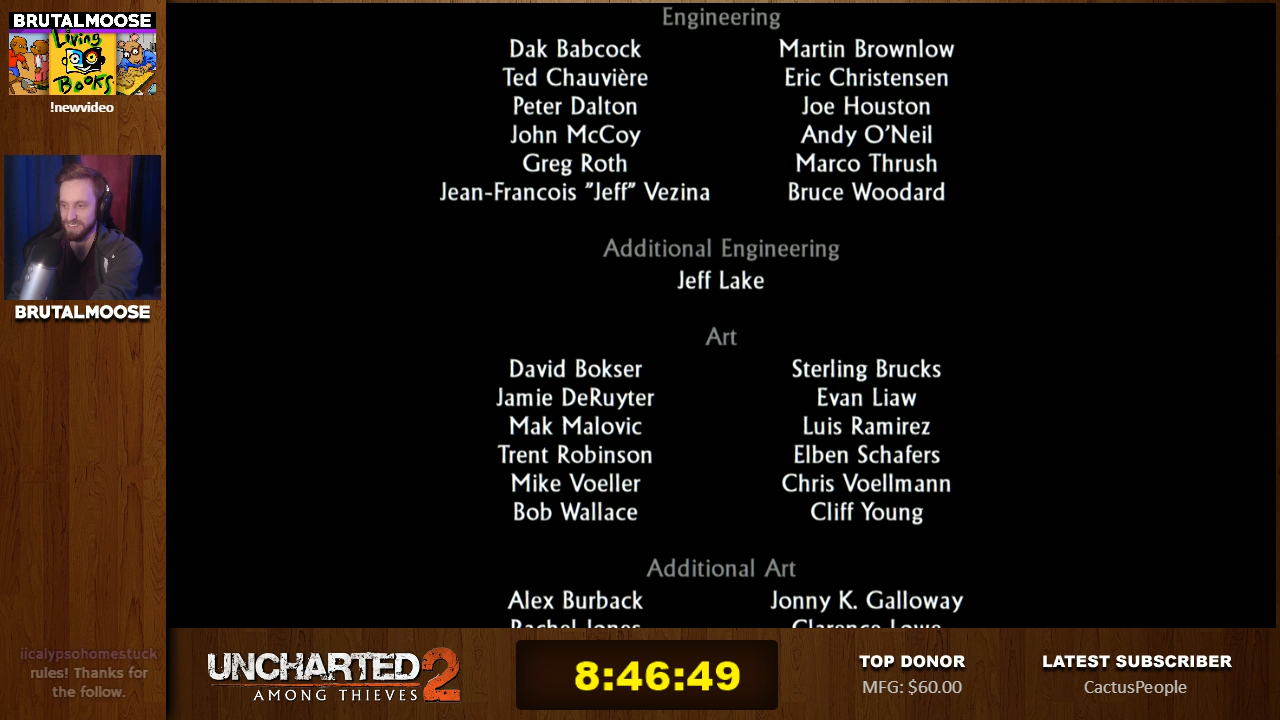 BRUTALMOOSE
Living
Books
!newvideo
BRUTALMOOSE
iicalypsohomestuck
rules! Thanks for
the follow.
Engineering
Dak Babcock Martin Brownlow
Ted Chauvière Eric Christensen
Peter Dalton Joe Houston
John McCoy Andy O'Neil
Greg Roth Marco Thrush
Jean-Francois "Jeff" Vezina Bruce Woodard
Additional Engineering
Jeff Lake
Art
David Bokser Sterling Brucks
Jamie DeRuyter Evan Liaw
Mak Malovic Luis Ramirez
Trent Robinson Elben Schafers
Mike Voeller Chris Voellmann
Bob Wallace Cliff Young
Additional Art
Alex Burback Jonny K. Galloway
Rachel Jones Clarence Lowe
UNCHARTED 2
AMONG THIEVES
8:46:49
TOP DONOR
MFG: $60.00
LATEST SUBSCRIBER
CactusPeople